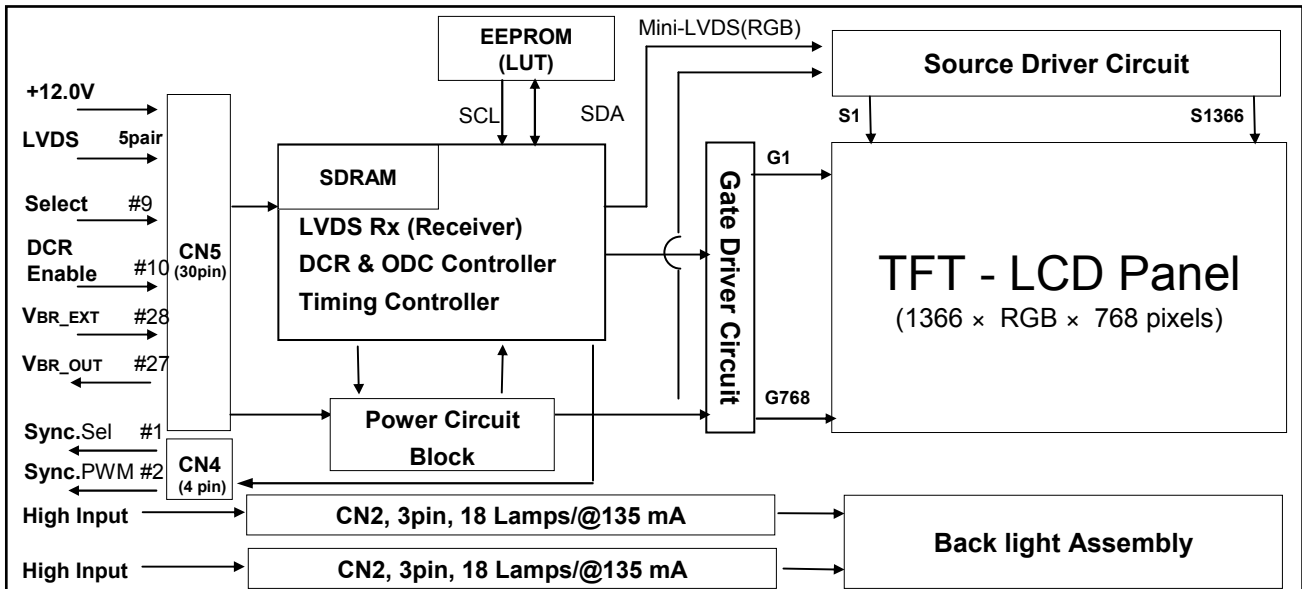 EEPROM
(LUT)
Mini-LVDS(RGB)
Source Driver Circuit
+12.0V
LVDS 5pair
Select #9
DCR
Enable #10
VBR_EXT #28
VBR_OUT #27
Sync.Sel #1
Sync.PWM #2
CN5
(30pin)
CN4
(4 pin)
SCL
SDA
SDRAM
LVDS Rx (Receiver)
DCR & ODC Controller
Timing Controller
Power Circuit
Block
Gate Driver Circuit
S1
S1366
G1
G768
TFT - LCD Panel
(1366 × RGB × 768 pixels)
High Input
CN2, 3pin, 18 Lamps/@135 mA
High Input
CN2, 3pin, 18 Lamps/@135 mA
Back light Assembly